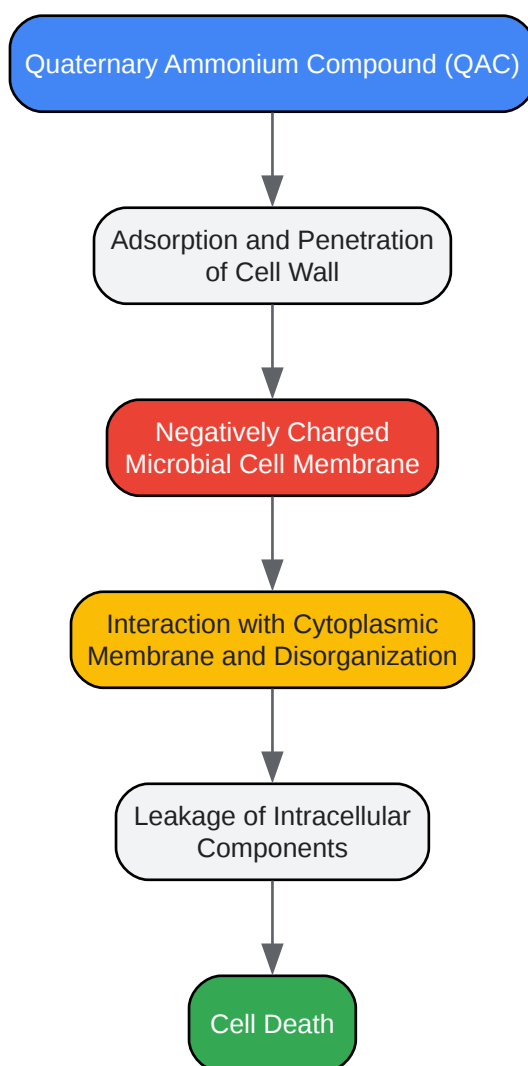 Quaternary Ammonium Compound (QAC)
Adsorption and Penetration
of Cell Wall
Negatively Charged
Microbial Cell Membrane
Interaction with Cytoplasmic
Membrane and Disorganization
Leakage of Intracellular
Components
Cell Death